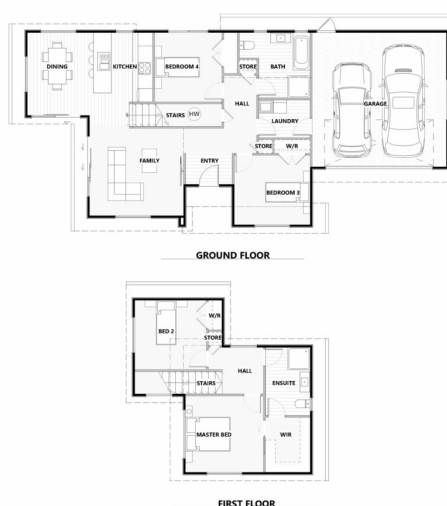 DINING
KITCHEN
BEDROOM 4
STORE
BATH
HALL
GARAGE
STAIRS
HW
LAUNDRY
FAMILY
ENTRY
STORE
W/R
BEDROOM 3
GROUND FLOOR
BED 2
W/R
STORE
HALL
STAIRS
ENSUITE
MASTER BED
WIR
FIRST FLOOR